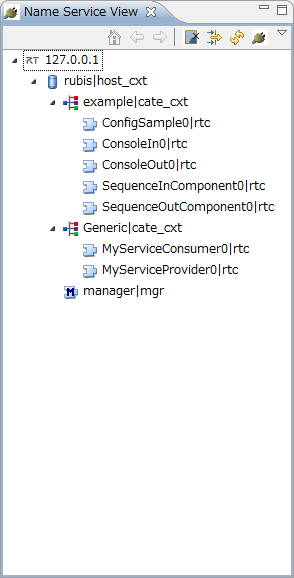 Name Service View
RT 127.0.0.1
rubis|host_cxt
example|cate_cxt
ConfigSample0|rtc
ConsoleIn0|rtc
ConsoleOut0|rtc
SequenceInComponent0|rtc
SequenceOutComponent0|rtc
Generic|cate_cxt
MyServiceConsumer0|rtc
MyServiceProvider0|rtc
M manager|mgr